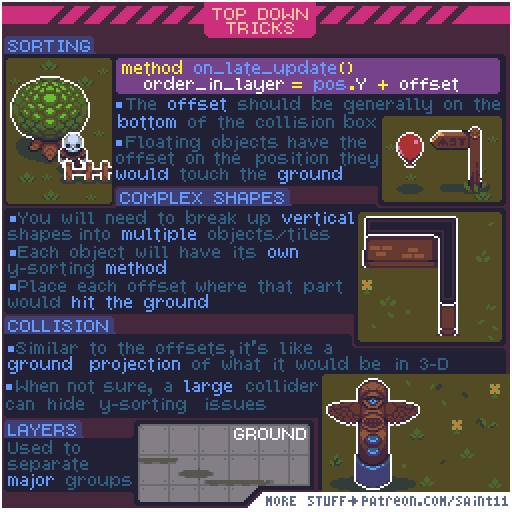 TOP DOWN
TRICKS
SORTING
method on_late_update()
order_in_layer = pos.Y + offset
▪The offset should be generally on the
bottom of the collision box
▪Floating objects have the
offset on the position they
would touch the ground
COMPLEX SHAPES
▪You will need to break up vertical
shapes into multiple objects/tiles
▪Each object will have its own
y-sorting method
▪Place each offset where that part
would hit the ground
COLLISION
▪Similar to the offsets,it's like a
ground projection of what it would be in 3-D
▪When not sure, a large collider
can hide y-sorting issues
LAYERS
Used to
separate
major groups
GROUND
MORE STUFF→PATREON.COM/SAINT11